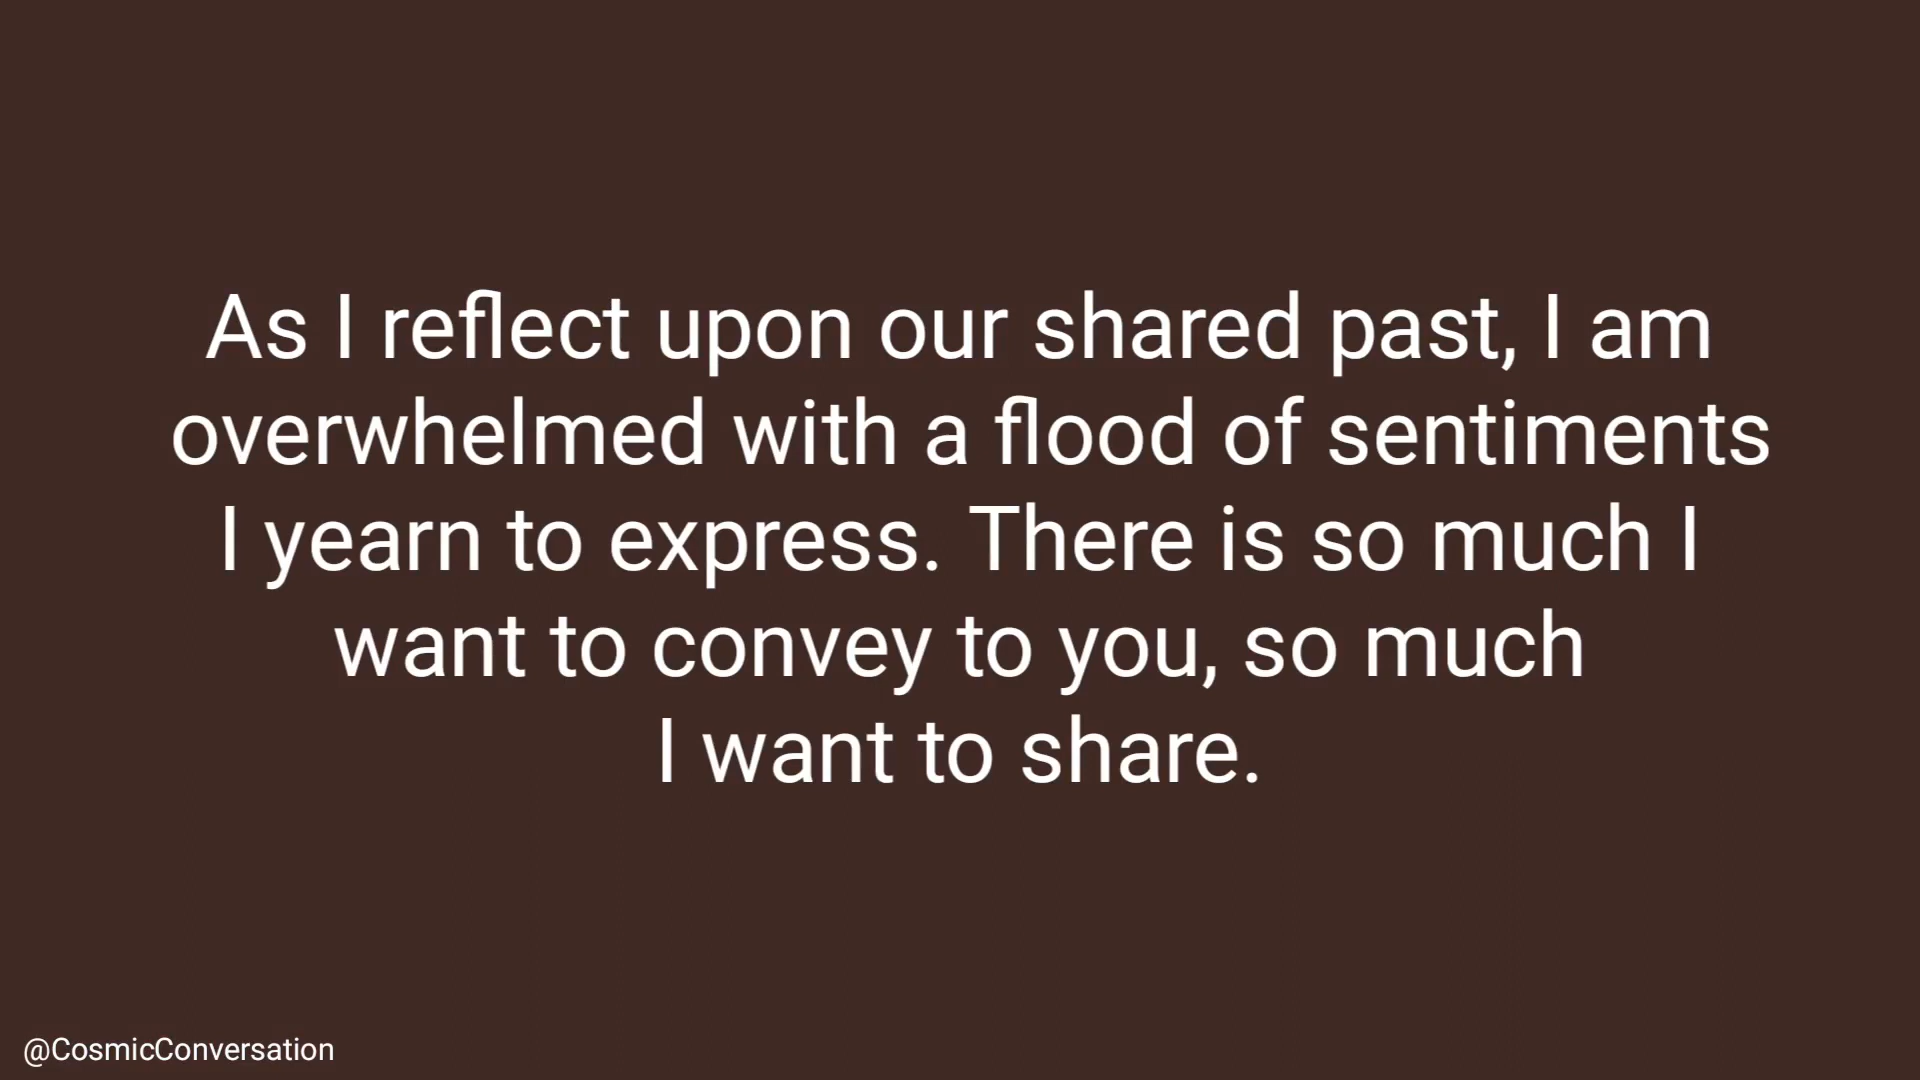 As I reflect upon our shared past, I am
overwhelmed with a flood of sentiments
I yearn to express. There is so much I
want to convey to you, so much
I want to share.
@CosmicConversation